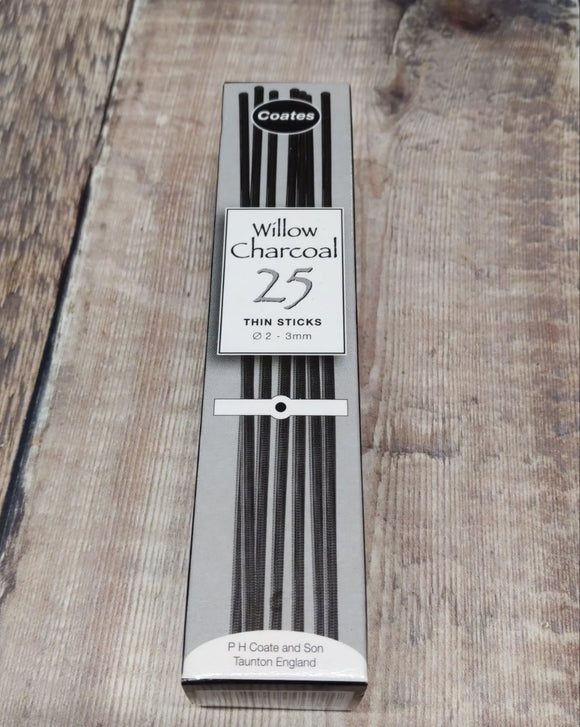 Coates
Willow
Charcoal
25
THIN STICKS
∅ 2 - 3mm
P H Coate and Son
Taunton England